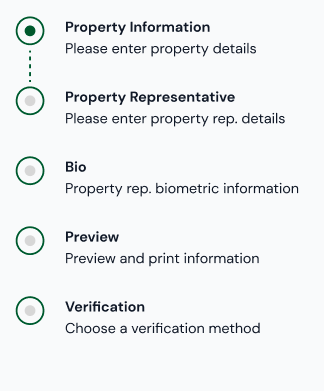 Property Information
Please enter property details
Property Representative
Please enter property rep. details
Bio
Property rep. biometric information
Preview
Preview and print information
Verification
Choose a verification method